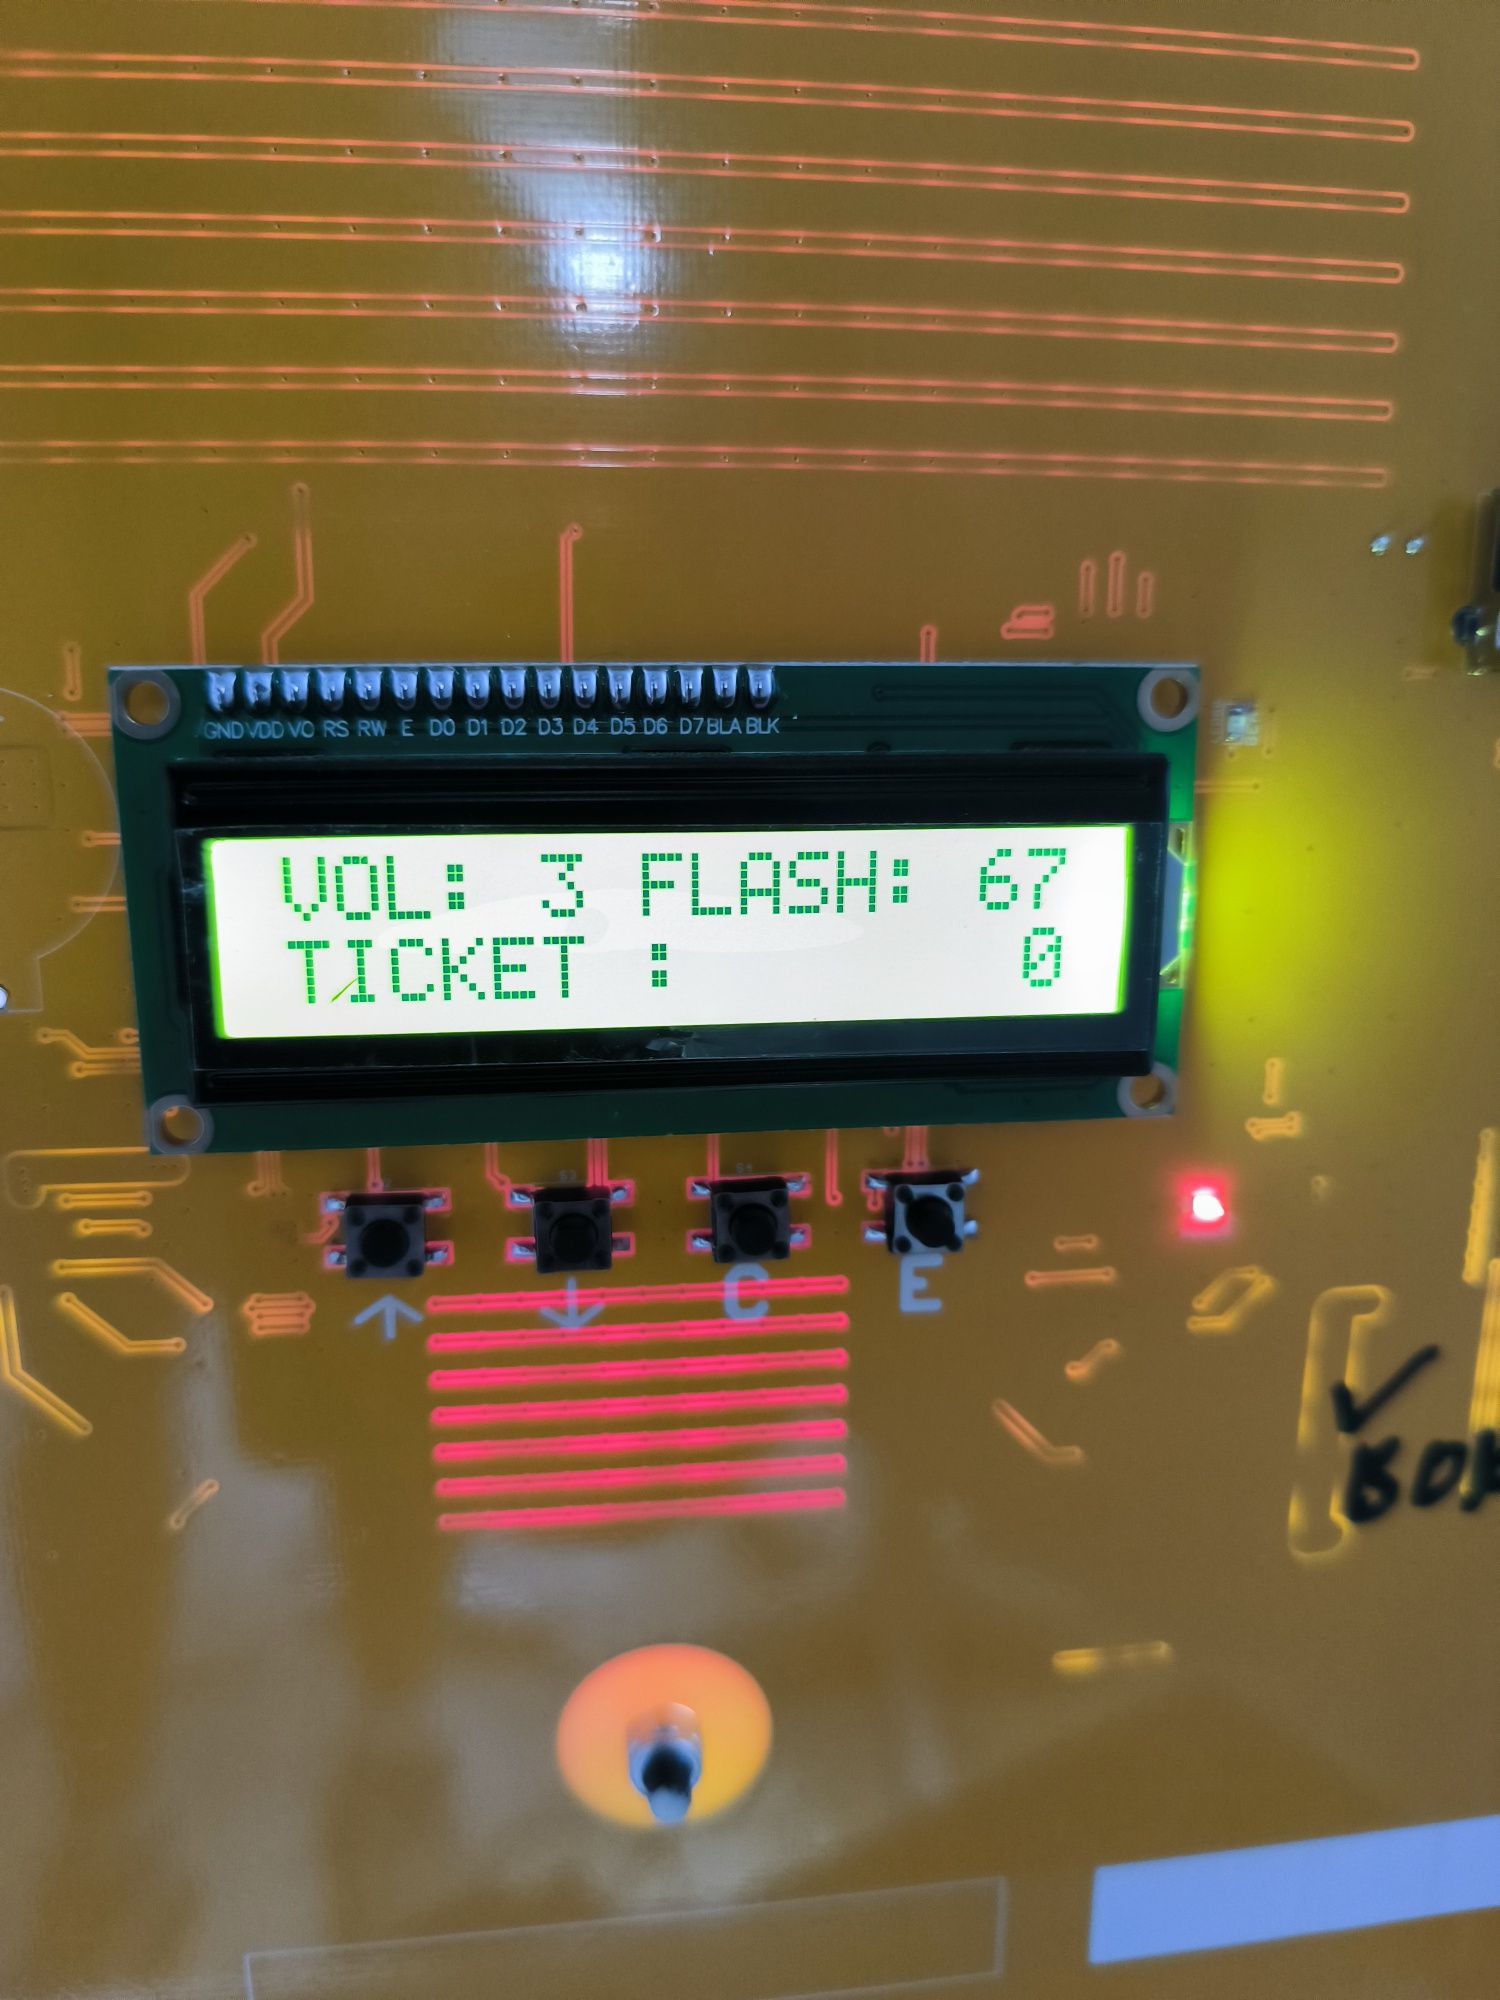 GND VDD VO RS RW E D0 D1 D2 D3 D4 D5 D6 D7 BLA BLK
VOL: 3 FLASH: 67
TICKET : 0
↑ ↓ C E